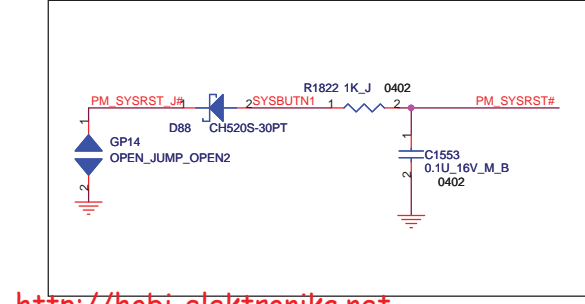 R1822 1K_J 0402
PM_SYSRST_J# 1 2 SYSBUTN1 1 2 PM_SYSRST#
D88 CH520S-30PT
1
GP14
OPEN_JUMP_OPEN2
2
1
C1553
0.1U_16V_M_B
2
0402